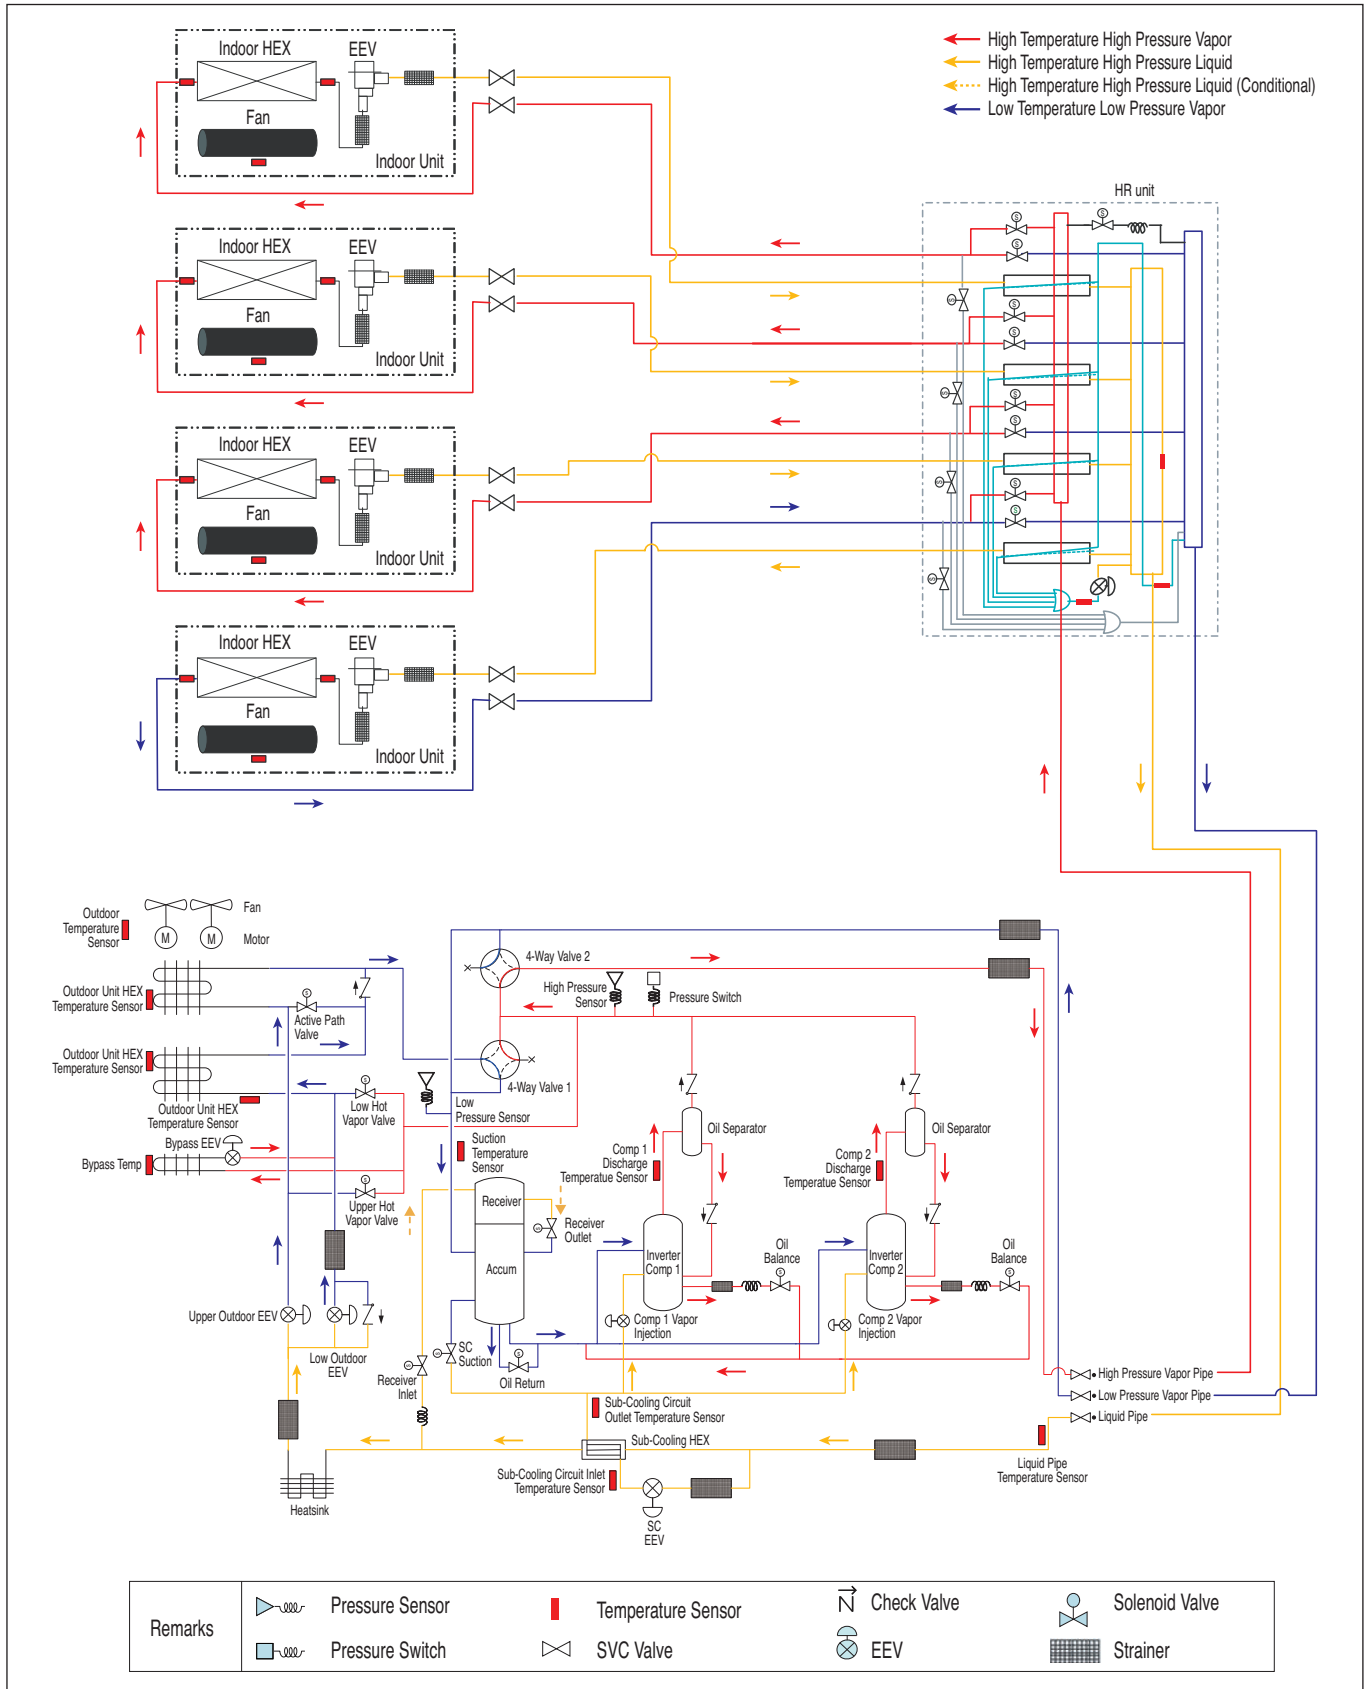 High Temperature High Pressure Vapor
High Temperature High Pressure Liquid
High Temperature High Pressure Liquid (Conditional)
Low Temperature Low Pressure Vapor
Indoor HEX
EEV
Fan
Indoor Unit
Indoor HEX
EEV
Fan
Indoor Unit
Indoor HEX
EEV
Fan
Indoor Unit
Indoor HEX
EEV
Fan
Indoor Unit
HR unit
S
S
S
S
S
S
S
S
S
S
S
S
S
Outdoor
Temperature
Sensor
Fan
Motor
M
M
Outdoor Unit HEX
Temperature Sensor
S
Active Path
Valve
Outdoor Unit HEX
Temperature Sensor
Outdoor Unit HEX
Temperature Sensor
S
Low Hot
Vapor Valve
Bypass EEV
Bypass Temp
S
Upper Hot
Vapor Valve
Upper Outdoor EEV
Low Outdoor
EEV
Heatsink
4-Way Valve 2
High Pressure
Sensor
Pressure Switch
4-Way Valve 1
Low
Pressure Sensor
Suction
Temperature
Sensor
Receiver
Accum
S
Receiver
Outlet
S
SC
Suction
S
Receiver
Inlet
S
Oil Return
Oil Separator
Comp 1
Discharge
Temperatue Sensor
Inverter
Comp 1
Oil
Balance
S
Comp 1 Vapor
Injection
Oil Separator
Comp 2
Discharge
Temperatue Sensor
Inverter
Comp 2
Oil
Balance
S
Comp 2 Vapor
Injection
Sub-Cooling Circuit
Outlet Temperature Sensor
Sub-Cooling HEX
Sub-Cooling Circuit Inlet
Temperature Sensor
SC
EEV
High Pressure Vapor Pipe
Low Pressure Vapor Pipe
Liquid Pipe
Liquid Pipe
Temperature Sensor
Remarks
Pressure Sensor
Temperature Sensor
Check Valve
Solenoid Valve
Pressure Switch
SVC Valve
EEV
Strainer